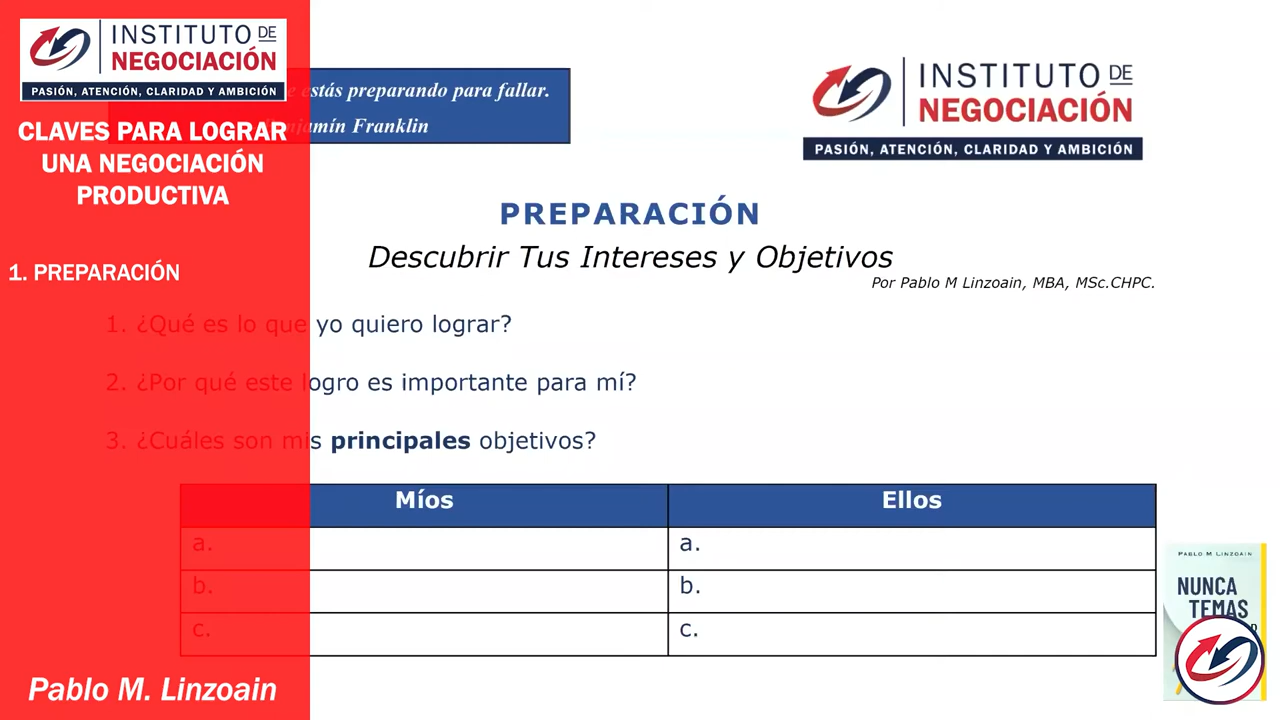 INSTITUTO DE
NEGOCIACIÓN
PASIÓN, ATENCIÓN, CLARIDAD Y AMBICIÓN
CLAVES PARA LOGRAR
UNA NEGOCIACIÓN
PRODUCTIVA
1. PREPARACIÓN
Pablo M. Linzoain
estás preparando para fallar.
Franklin
INSTITUTO DE
NEGOCIACIÓN
PASIÓN, ATENCIÓN, CLARIDAD Y AMBICIÓN
PREPARACIÓN
Descubrir Tus Intereses y Objetivos
Por Pablo M Linzoain, MBA, MSc.CHPC.
1. ¿Qué es lo que yo quiero lograr?
2. ¿Por qué este logro es importante para mí?
3. ¿Cuáles son mis principales objetivos?
Míos Ellos
a. a.
b. b.
c. c.
PABLO M LINZOAIN
NUNCA
TEMAS